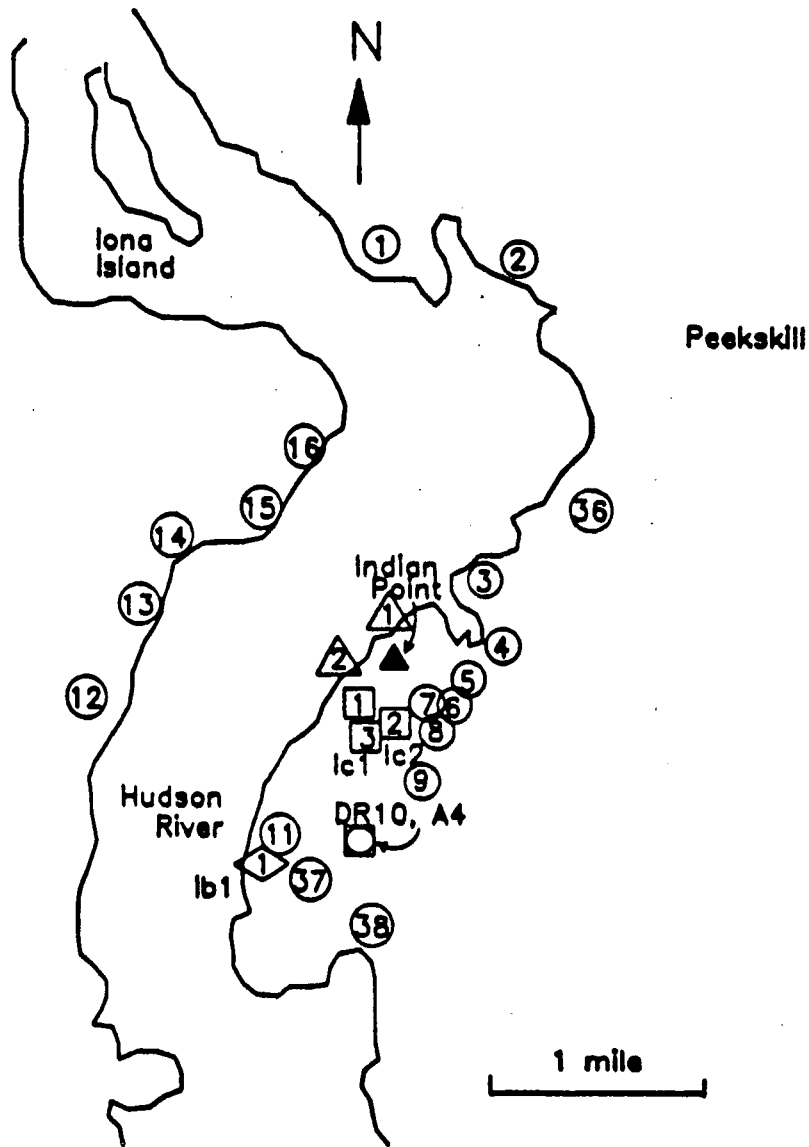 N
Iona
Island
1
2
Peekskill
16
15
36
14
Indian
Point
3
13
1
4
2
5
12
1
7
6
2
8
3
Ic2
Ic1
9
Hudson
River
DR10, A4
11
1
37
Ib1
38
1 mile